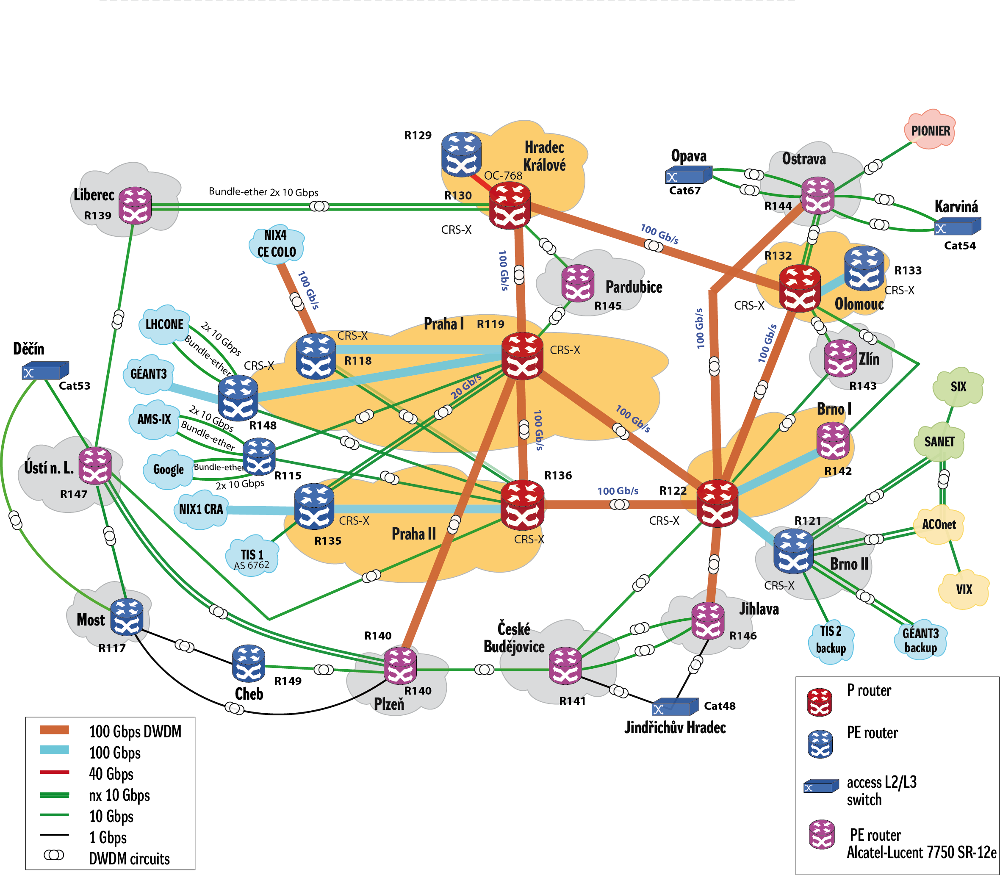 PIONIER
R129
Hradec
Králové
Opava
Ostrava
OC-768
Cat67
Liberec
Bundle-ether 2x 10 Gbps
R130
R144
Karviná
R139
CRS-X
100 Gb/s
NIX4
CE COLO
Cat54
R132
R133
100 Gb/s
100 Gb/s
Pardubice
CRS-X
R145
CRS-X
Olomouc
LHCONE
2x 10 Gbps
Bundle-ether
Praha I
R119
CRS-X
100 Gb/s
100 Gb/s
Děčín
CRS-X
R118
CRS-X
Zlín
GÉANT3
Cat53
20 Gb/s
R143
SIX
AMS-IX
2x 10 Gbps
Bundle-ether
R148
100 Gb/s
100 Gb/s
Brno I
SANET
Ústí n. L.
Google
Bundle-ether
2x 10 Gbps
R115
R136
R142
R147
100 Gb/s
R122
NIX1 CRA
CRS-X
CRS-X
R121
ACOnet
Praha II
R135
CRS-X
TIS 1
AS 6762
Brno II
CRS-X
VIX
Most
Jihlava
České
Budějovice
R140
R146
TIS 2
backup
GÉANT3
backup
R117
R149
Cheb
R140
Plzeň
R141
Cat48
Jindřichův Hradec
100 Gbps DWDM
100 Gbps
40 Gbps
nx 10 Gbps
10 Gbps
1 Gbps
DWDM circuits
P router
PE router
access L2/L3
switch
PE router
Alcatel-Lucent 7750 SR-12e